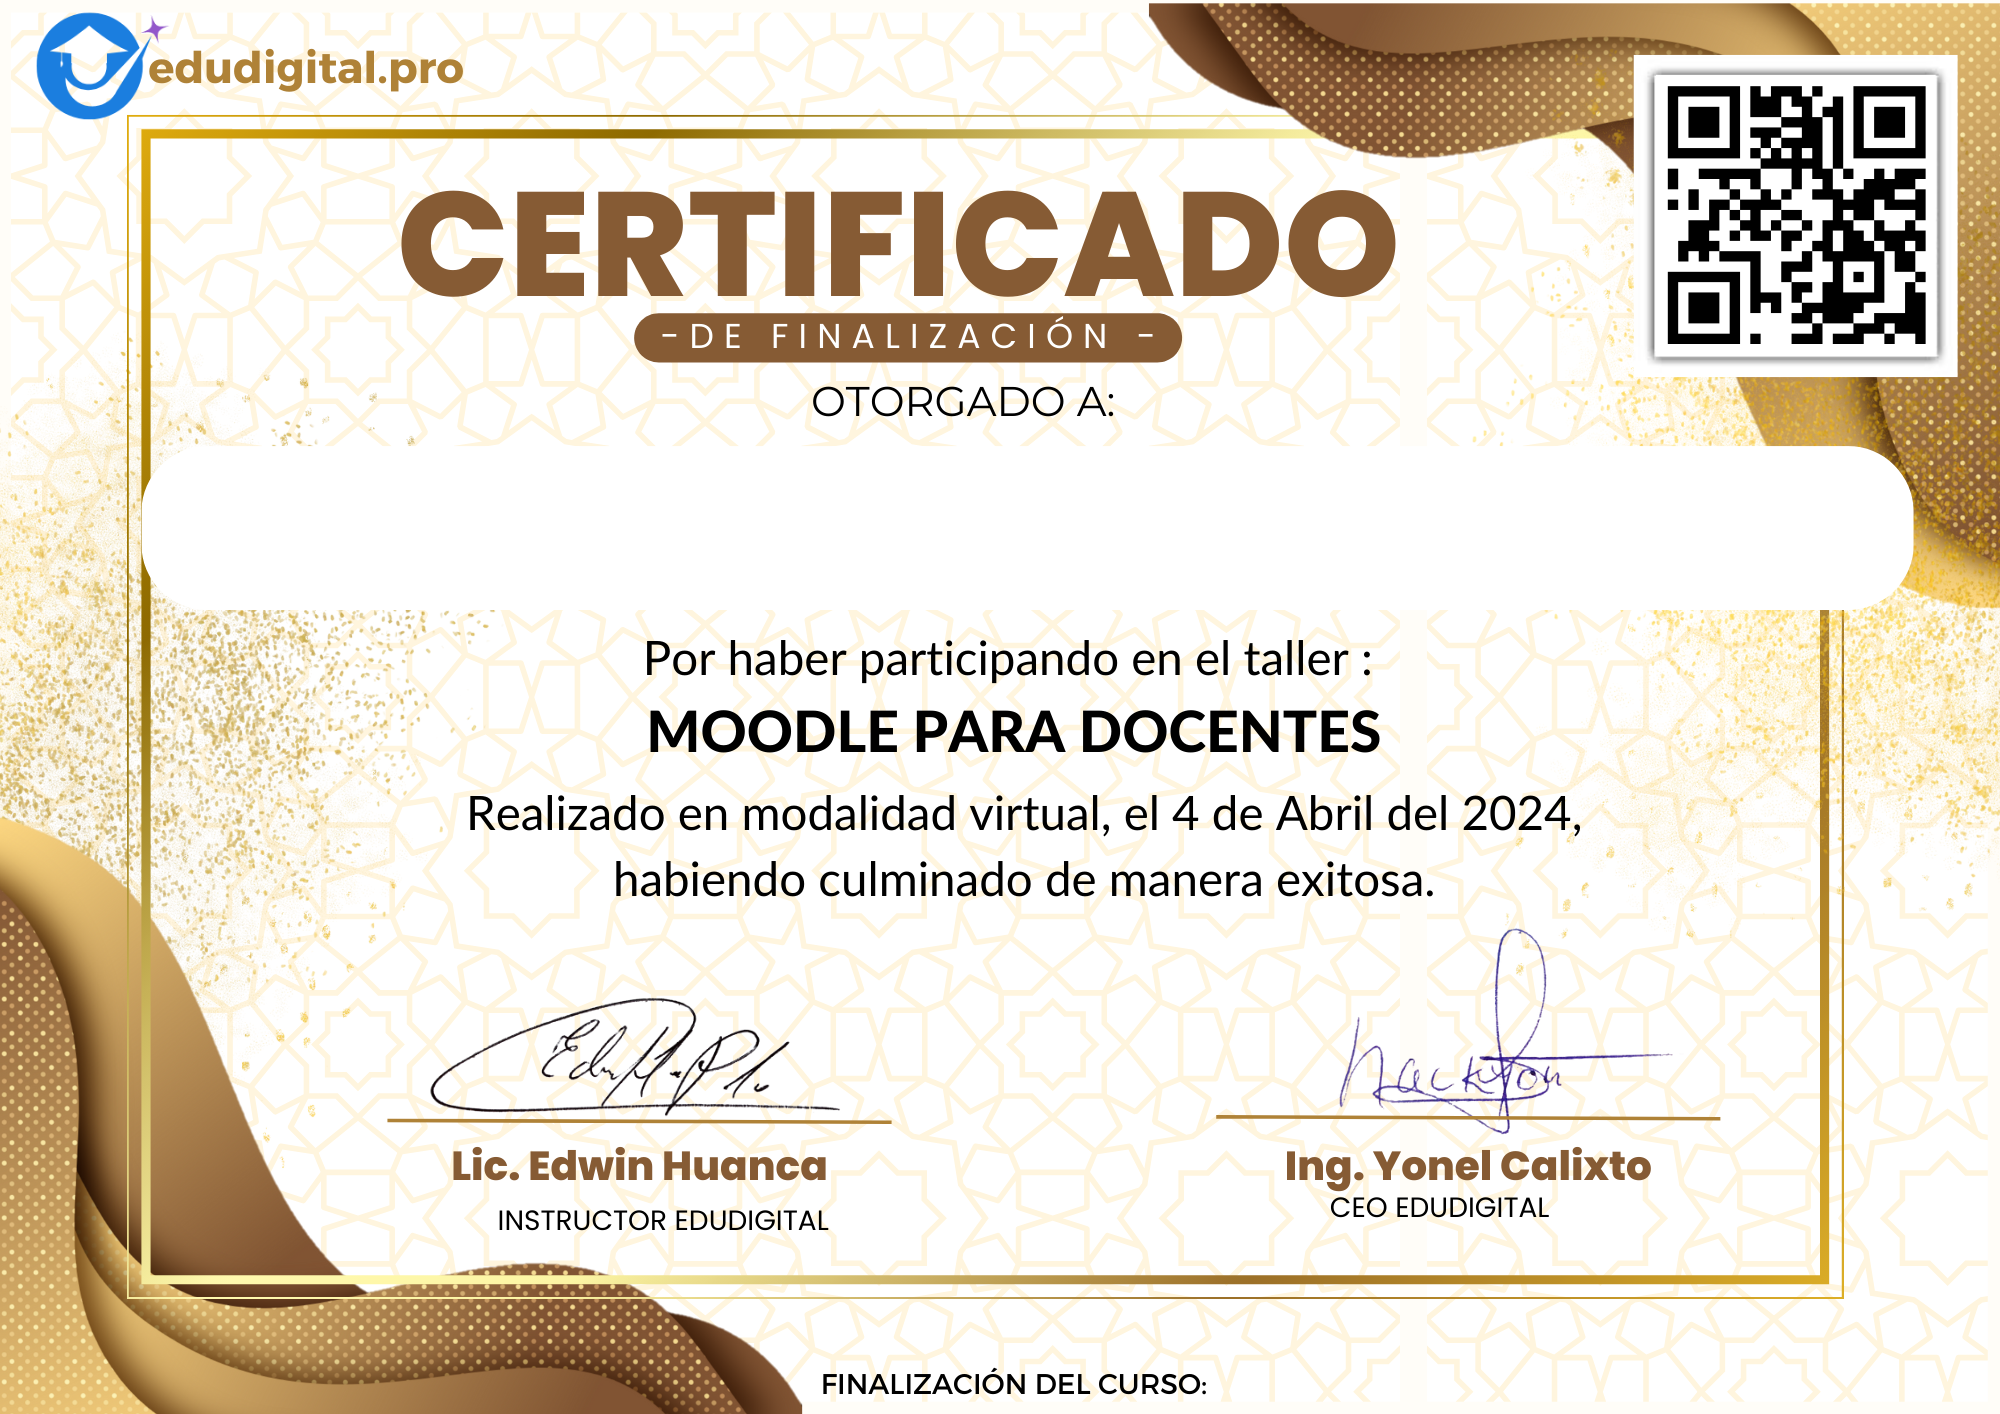 edudigital.pro
CERTIFICADO
-DE FINALIZACIÓN -
OTORGADO A:
Por haber participando en el taller :
MOODLE PARA DOCENTES
Realizado en modalidad virtual, el 4 de Abril del 2024,
habiendo culminado de manera exitosa.
Lic. Edwin Huanca
INSTRUCTOR EDUDIGITAL
Ing. Yonel Calixto
CEO EDUDIGITAL
FINALIZACIÓN DEL CURSO: